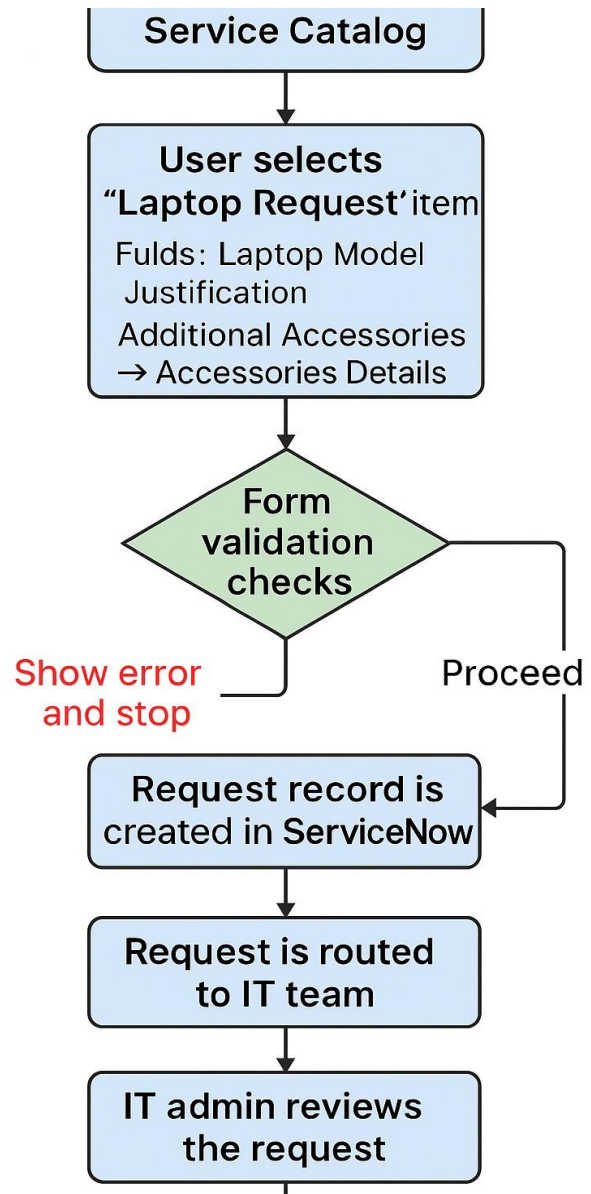 Service Catalog
User selects
“Laptop Request‘ item
Fulds: Laptop Model
Justification
Additional Accessories
→ Accessories Details
Form
validation
checks
Show error
and stop
Proceed
Request record is
created in ServiceNow
Request is routed
to IT team
IT admin reviews
the request